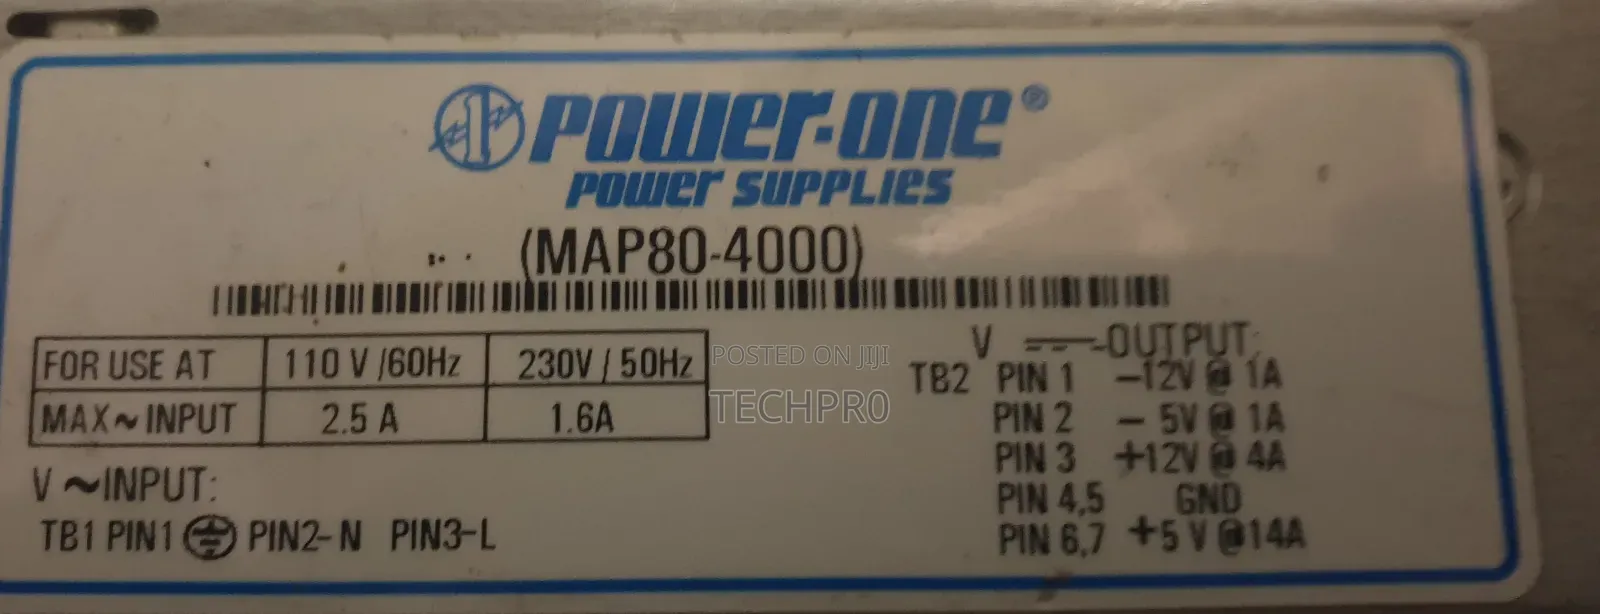 POWER-ONE®
POWER SUPPLIES
(MAP80-4000)
FOR USE AT 110 V /60Hz 230V / 50Hz
MAX ~ INPUT 2.5 A 1.6A
V ~INPUT:
TB1 PIN1 PIN2-N PIN3-L
V OUTPUT:
TB2 PIN 1 -12V @ 1A
PIN 2 - 5V @ 1A
PIN 3 +12V @ 4A
PIN 4,5 GND
PIN 6,7 +5 V @14A
POSTED ON JIJI
TECHPR0